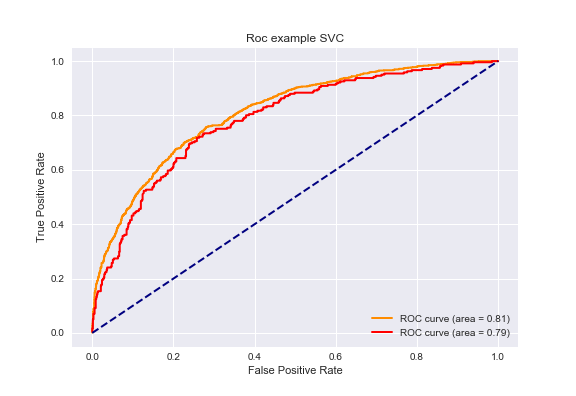 Roc example SVC
1.0
0.8
0.6
0.4
0.2
0.0
True Positive Rate
ROC curve (area = 0.81)
ROC curve (area = 0.79)
0.0 0.2 0.4 0.6 0.8 1.0
False Positive Rate